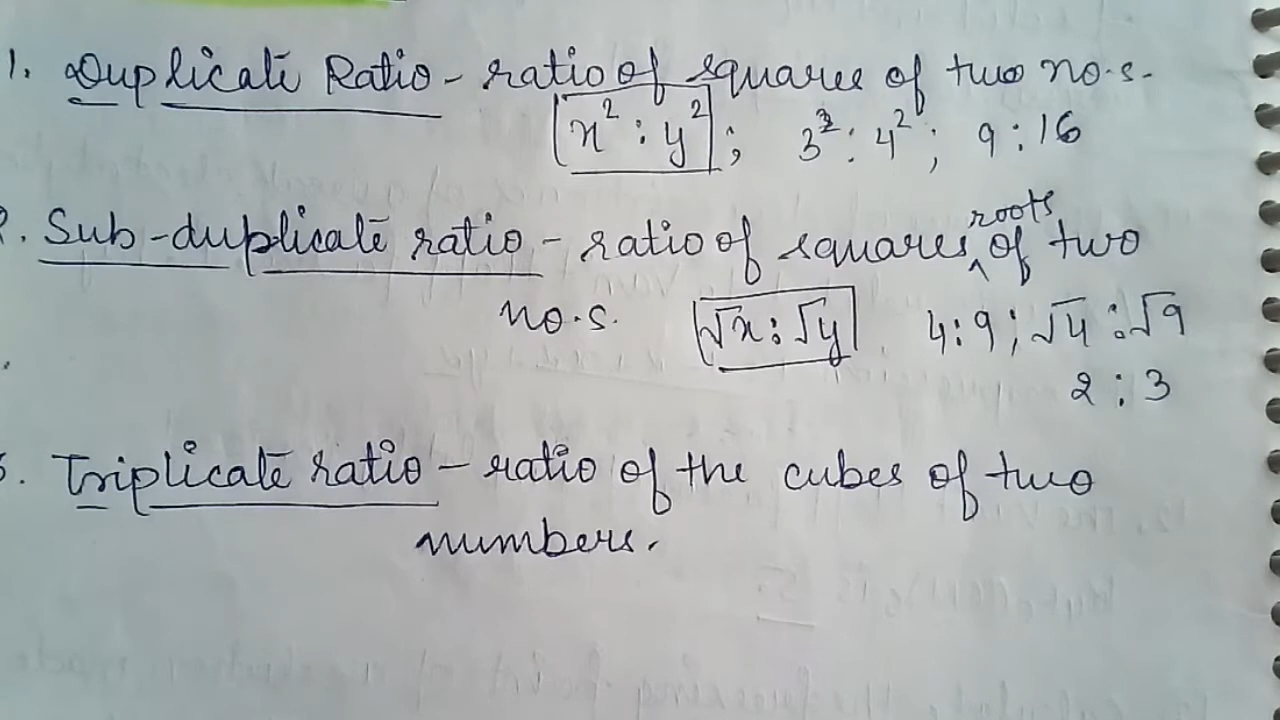 1. Duplicate Ratio - ratio of squares of two no.s.
x² : y² ; 3² : 4² ; 9 : 16
2. Sub-duplicate ratio - ratio of squares roots of two
no.s. √x : √y 4 : 9 ; √4 : √9
2 : 3
3. Triplicate ratio - ratio of the cubes of two
numbers.